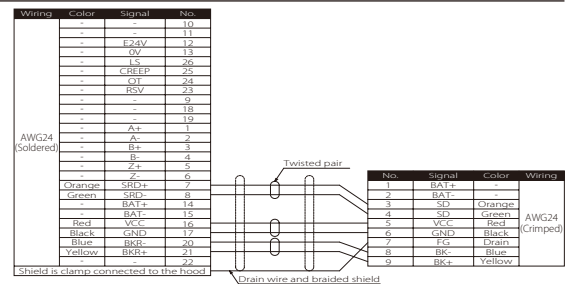 Wiring Color Signal No.
- - 10
- - 11
- E24V 12
- 0V 13
- LS 26
- CREEP 25
- OT 24
- RSV 23
- - 9
- - 18
- - 19
- A+ 1
- A- 2
- B+ 3
- B- 4
- Z+ 5
- Z- 6
Orange SRD+ 7
Green SRD- 8
- BAT+ 14
- BAT- 15
Red VCC 16
Black GND 17
Blue BKR- 20
Yellow BKR+ 21
- - 22
AWG24
(Soldered)
Shield is clamp connected to the hood
Twisted pair
Drain wire and braided shield
No. Signal Color Wiring
1 BAT+ -
2 BAT- -
3 SD Orange
4 SD Green
5 VCC Red
6 GND Black
7 FG Drain
8 BK- Blue
9 BK+ Yellow
AWG24
(Crimped)